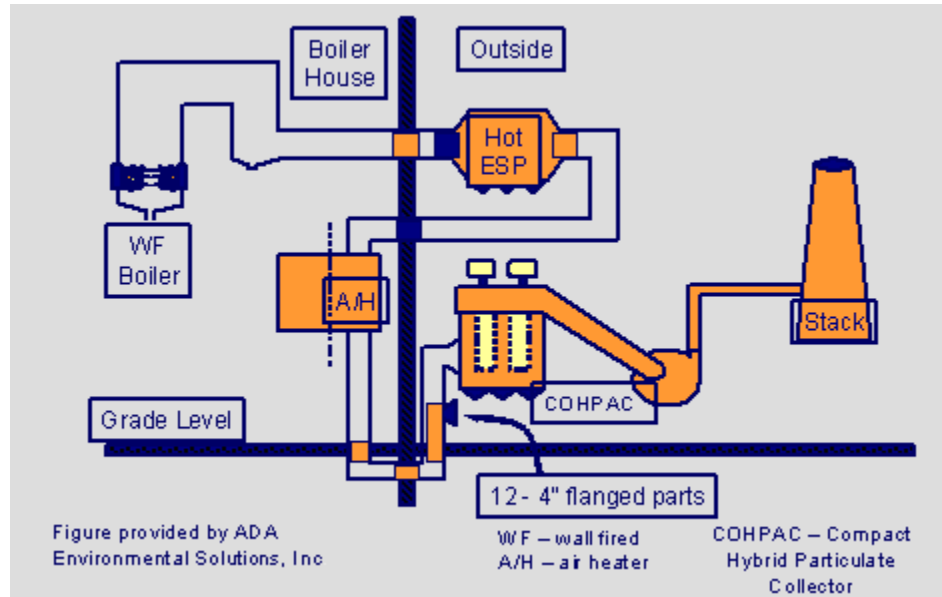 Boiler
House
Outside
Hot
ESP
WF
Boiler
A/H
Stack
COHPAC
Grade Level
12- 4" flanged parts
Figure provided by ADA
Environmental Solutions, Inc
WF – wall fired
A/H – air heater
COHPAC – Compact
Hybrid Particulate
Collector